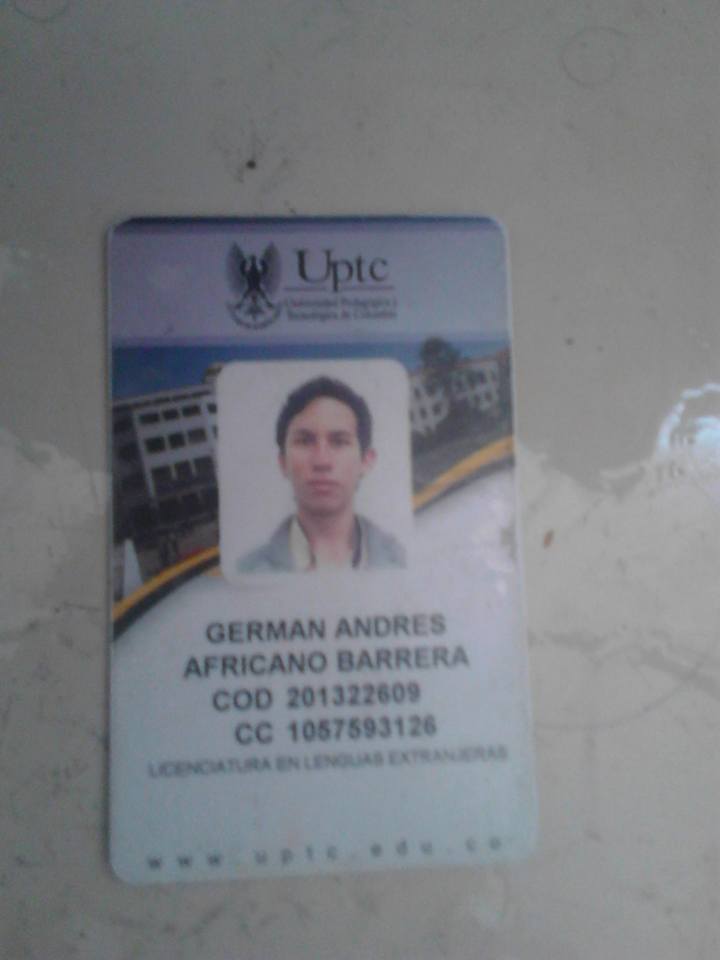 Uptc
Universidad Pedagógica y
Tecnológica de Colombia
GERMAN ANDRES
AFRICANO BARRERA
COD 201322609
CC 1057593126
LICENCIATURA EN LENGUAS EXTRANJERAS
www.uptc.edu.co